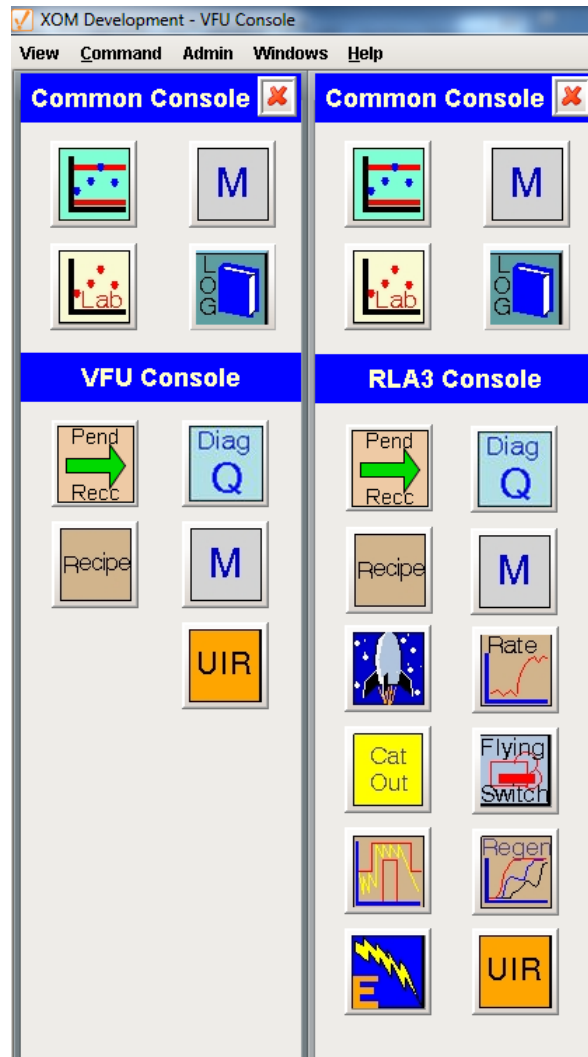 XOM Development - VFU Console
View Command Admin Windows Help
Common Console
M
Lab
LOG
VFU Console
Pend
Recc
Diag
Q
Recipe
M
UIR
Common Console
M
Lab
LOG
RLA3 Console
Pend
Recc
Diag
Q
Recipe
M
Rate
Cat
Out
Flying
Switch
Regen
E
UIR